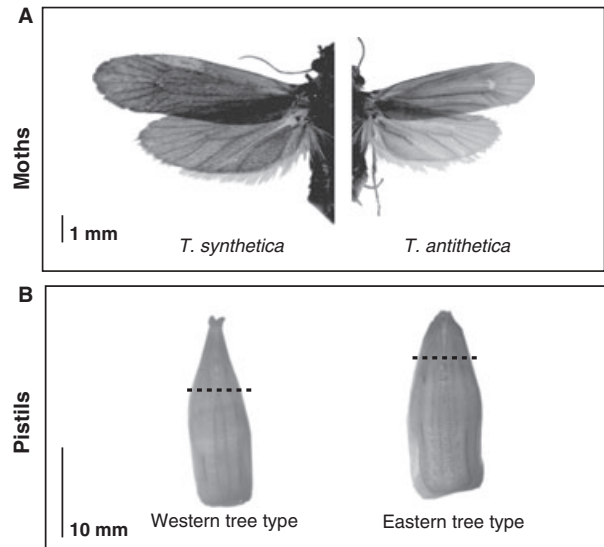 A
Moths
1 mm
T. synthetica
T. antithetica
B
Pistils
10 mm
Western tree type
Eastern tree type